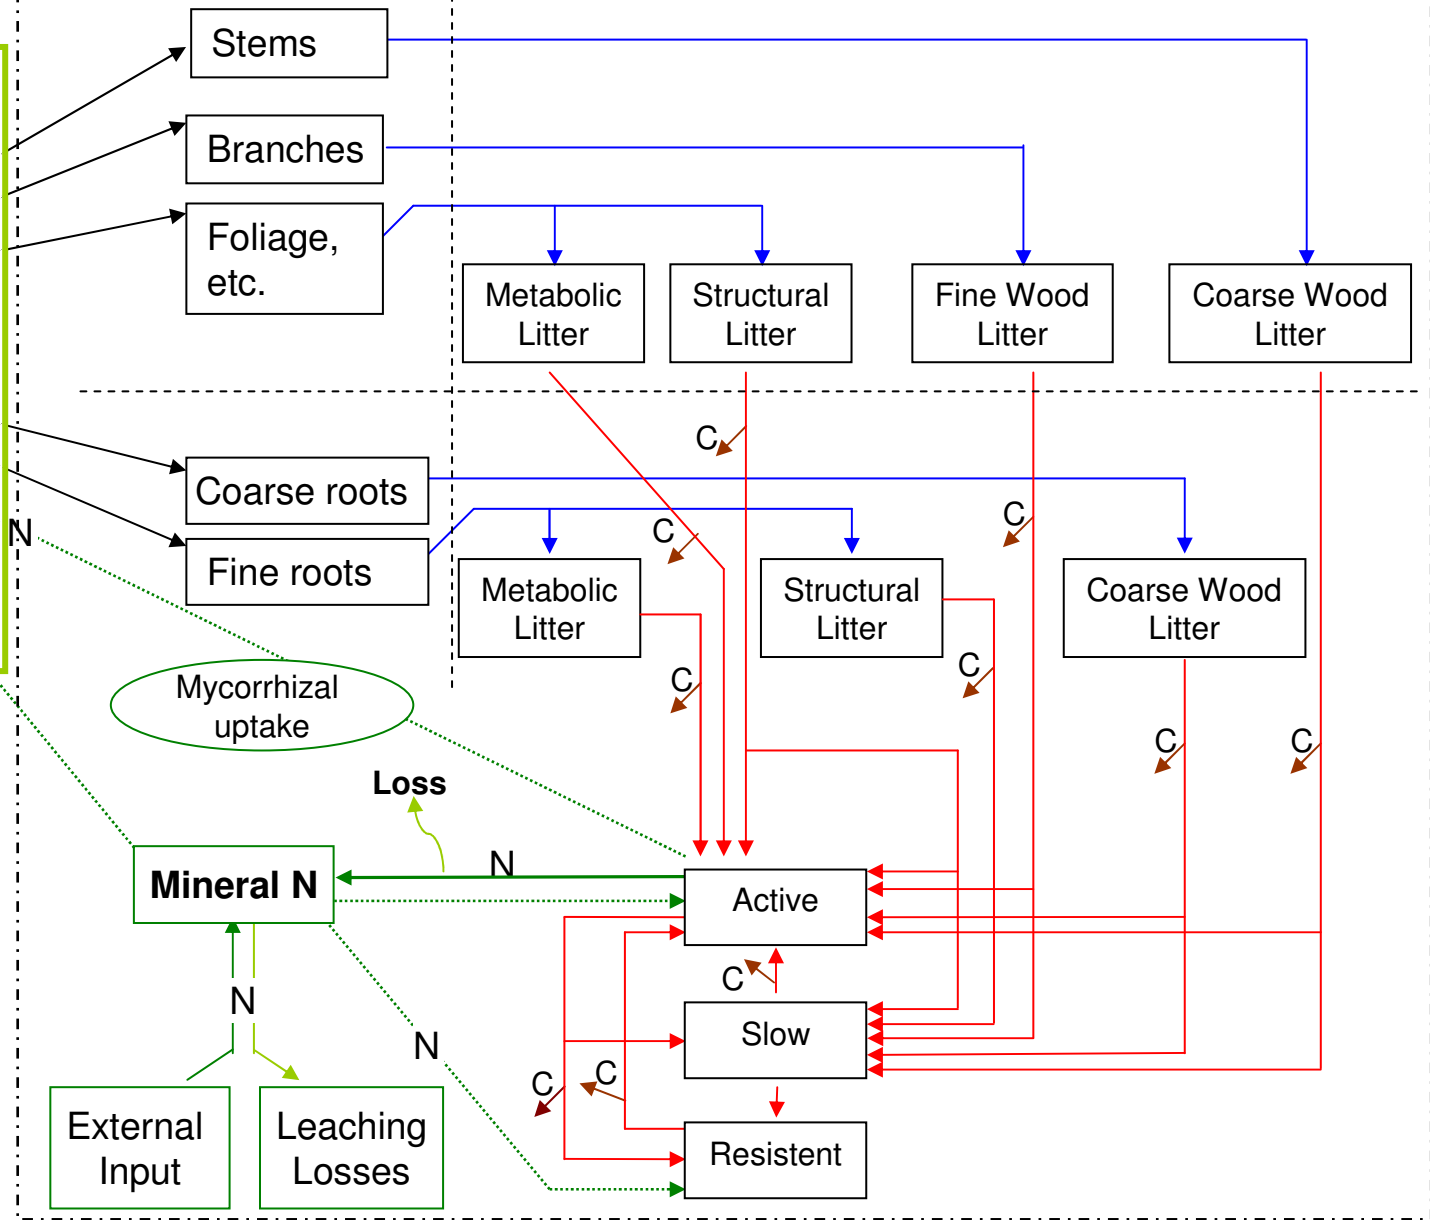 Stems
Branches
Foliage,
etc.
Metabolic
Litter
Structural
Litter
Fine Wood
Litter
Coarse Wood
Litter
C
Coarse roots
C
C
N
Fine roots
Metabolic
Litter
Structural
Litter
Coarse Wood
Litter
C
C
Mycorrhizal
uptake
C
C
Loss
N
Mineral N
Active
C
N
Slow
N
C
C
External
Input
Leaching
Losses
Resistent